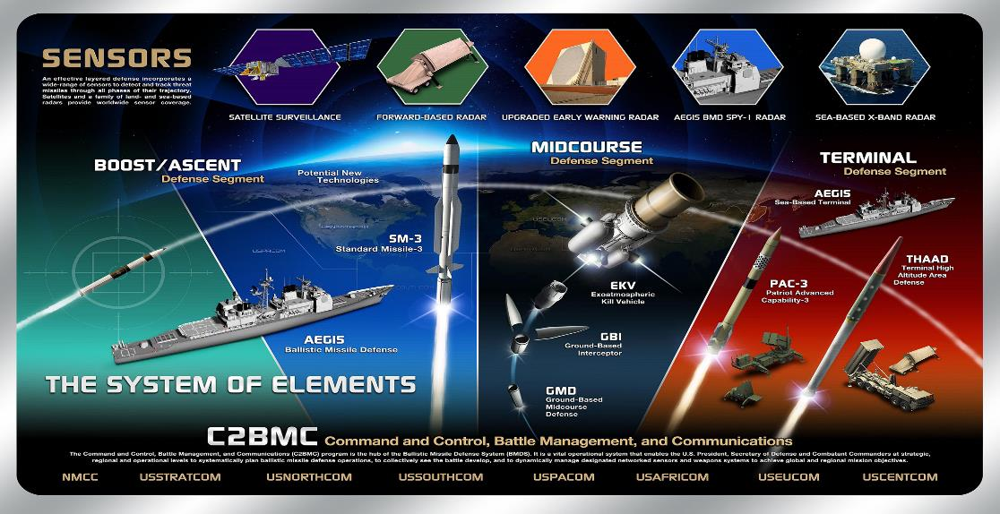 SENSORS
An effective layered defense incorporates a
wide-range of sensors to detect and track threat
missiles through all phases of their trajectory.
Satellites and a family of land- and sea-based
radars provide worldwide sensor coverage.
SATELLITE SURVEILLANCE
FORWARD-BASED RADAR
UPGRADED EARLY WARNING RADAR
AEGIS BMD SPY-1 RADAR
SEA-BASED X-BAND RADAR
BOOST/ASCENT
Defense Segment
Potential New
Technologies
MIDCOURSE
Defense Segment
TERMINAL
Defense Segment
AEGIS
Sea-Based Terminal
USNORTHCOM
USEUCOM
USPACOM
SM-3
Standard Missile-3
THAAD
Terminal High
Altitude Area
Defense
EKV
Exoatmospheric
Kill Vehicle
PAC-3
Patriot Advanced
Capability-3
AEGIS
Ballistic Missile Defense
GBI
Ground-Based
Interceptor
THE SYSTEM OF ELEMENTS
GMD
Ground-Based
Midcourse
Defense
C2BMC Command and Control, Battle Management, and Communications
The Command and Control, Battle Management, and Communications (C2BMC) program is the hub of the Ballistic Missile Defense System (BMDS). It is a vital operational system that enables the U.S. President, Secretary of Defense and Combatant Commanders at strategic,
regional and operational levels to systematically plan ballistic missile defense operations, to collectively see the battle develop, and to dynamically manage designated networked sensors and weapons systems to achieve global and regional mission objectives.
NMCC USSTRATCOM USNORTHCOM USSOUTHCOM USPACOM USAFRICOM USEUCOM USCENTCOM